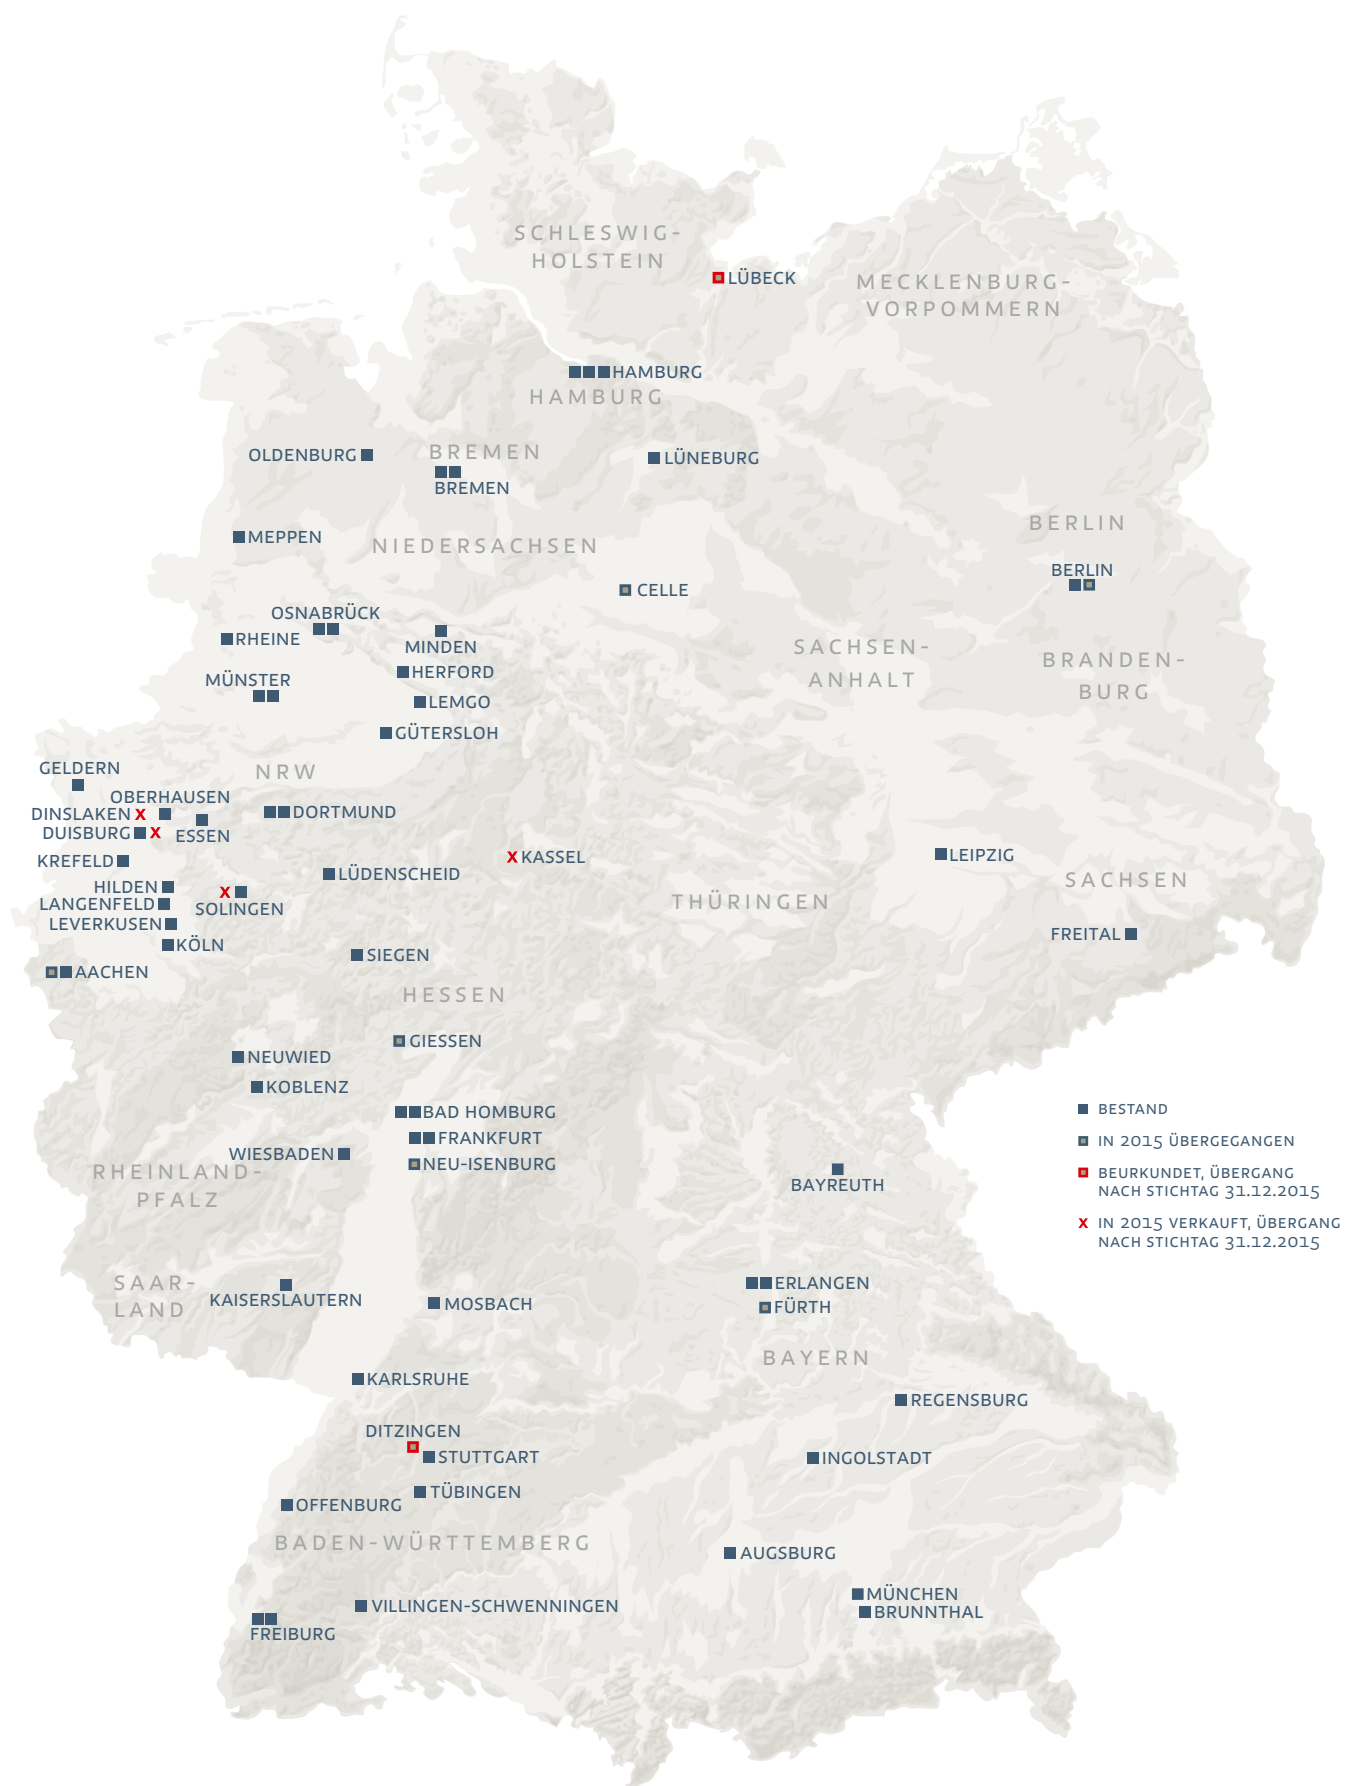 SCHLESWIG-
HOLSTEIN
LÜBECK
MECKLENBURG-
VORPOMMERN
HAMBURG
HAMBURG
OLDENBURG
BREMEN
BREMEN
LÜNEBURG
MEPPEN
NIEDERSACHSEN
BERLIN
BERLIN
CELLE
OSNABRÜCK
RHEINE
MINDEN
SACHSEN-
ANHALT
BRANDEN-
BURG
HERFORD
MÜNSTER
LEMGO
GÜTERSLOH
GELDERN
NRW
OBERHAUSEN
DINSLAKEN X
DUISBURG X
ESSEN
DORTMUND
KREFELD
X KASSEL
LEIPZIG
LÜDENSCHEID
SACHSEN
HILDEN
X
SOLINGEN
LANGENFELD
THÜRINGEN
LEVERKUSEN
FREITAL
KÖLN
SIEGEN
AACHEN
HESSEN
GIESSEN
NEUWIED
KOBLENZ
BAD HOMBURG
FRANKFURT
WIESBADEN
NEU-ISENBURG
RHEINLAND-
PFALZ
BAYREUTH
BESTAND
IN 2015 ÜBERGEGANGEN
BEURKUNDET, ÜBERGANG
NACH STICHTAG 31.12.2015
X IN 2015 VERKAUFT, ÜBERGANG
NACH STICHTAG 31.12.2015
SAAR-
LAND
KAISERSLAUTERN
MOSBACH
ERLANGEN
FÜRTH
BAYERN
KARLSRUHE
REGENSBURG
DITZINGEN
STUTTGART
INGOLSTADT
TÜBINGEN
OFFENBURG
BADEN-WÜRTTEMBERG
AUGSBURG
MÜNCHEN
BRUNNTHAL
VILLINGEN-SCHWENNINGEN
FREIBURG